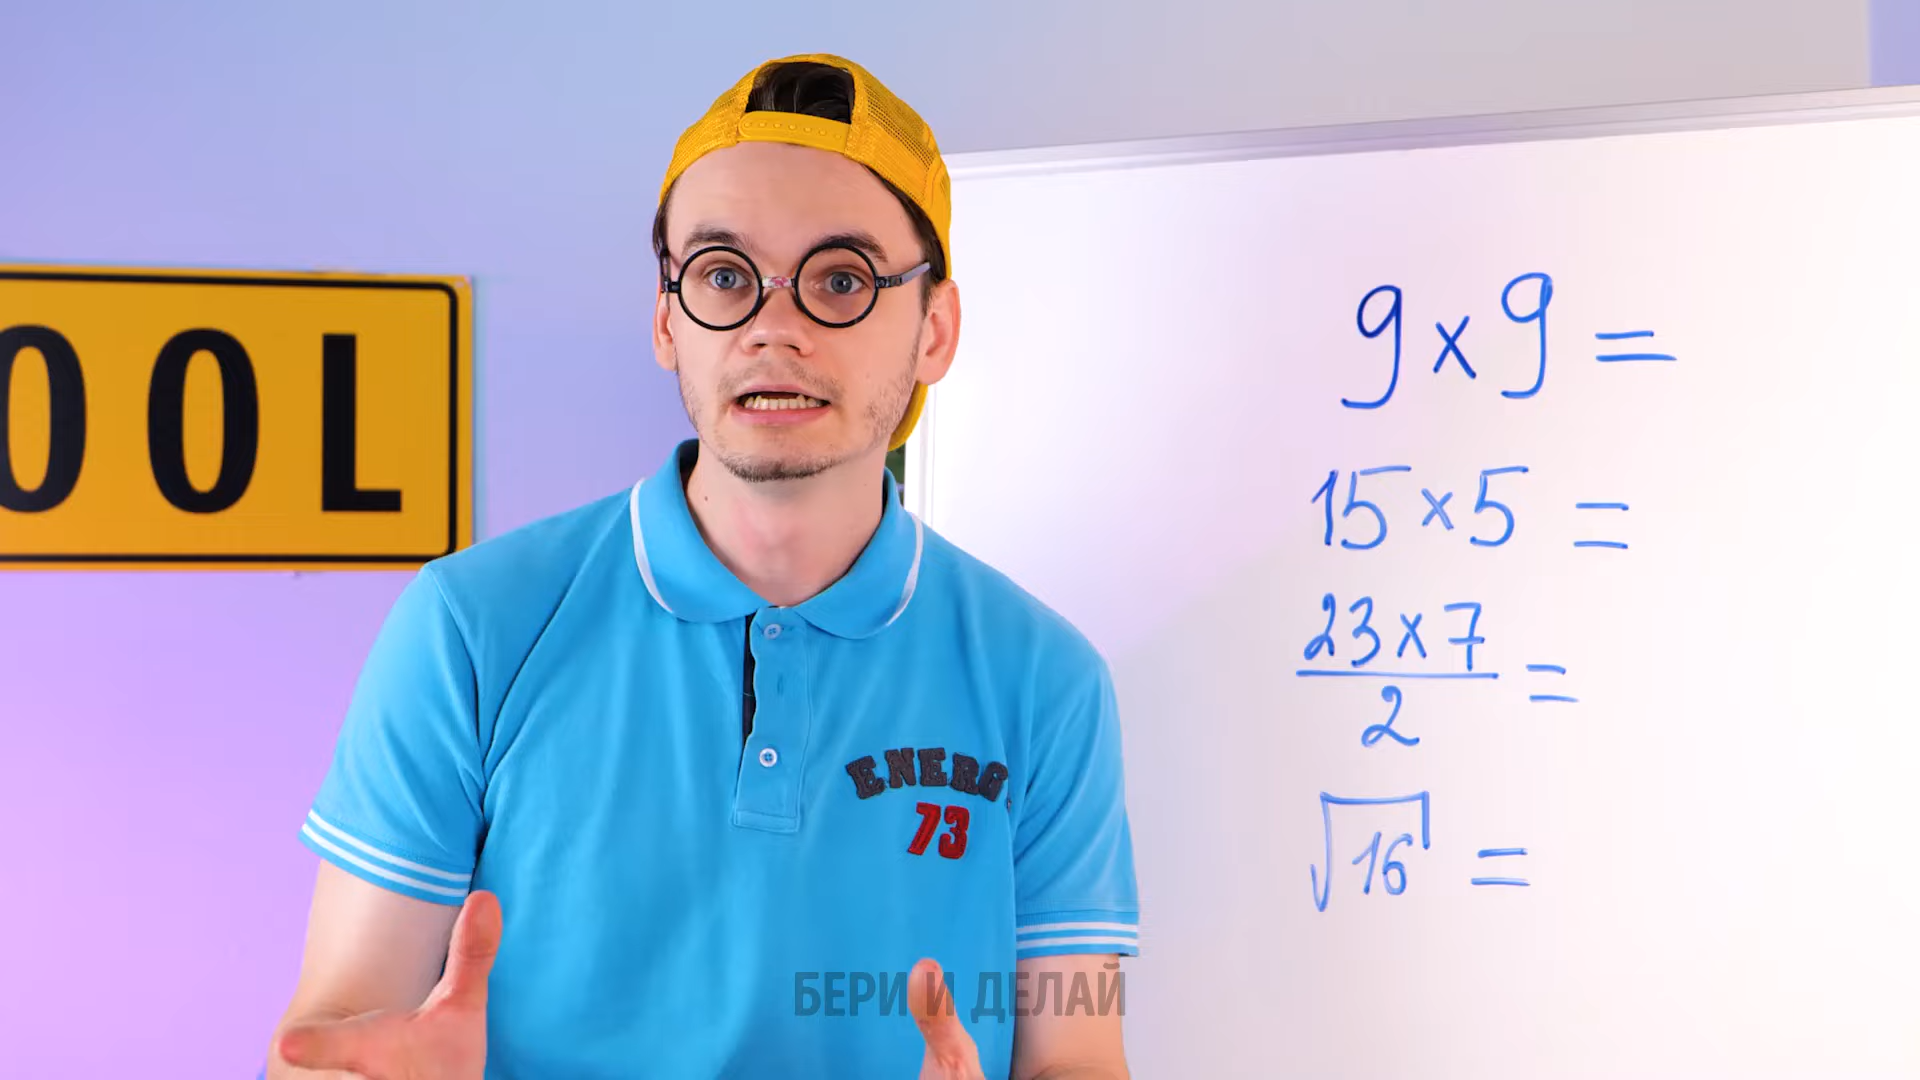 OOL
9 x 9 =
15 x 5 =
23 x 7
2
=
√16 =
ENERG
73
БЕРИ И ДЕЛАЙ